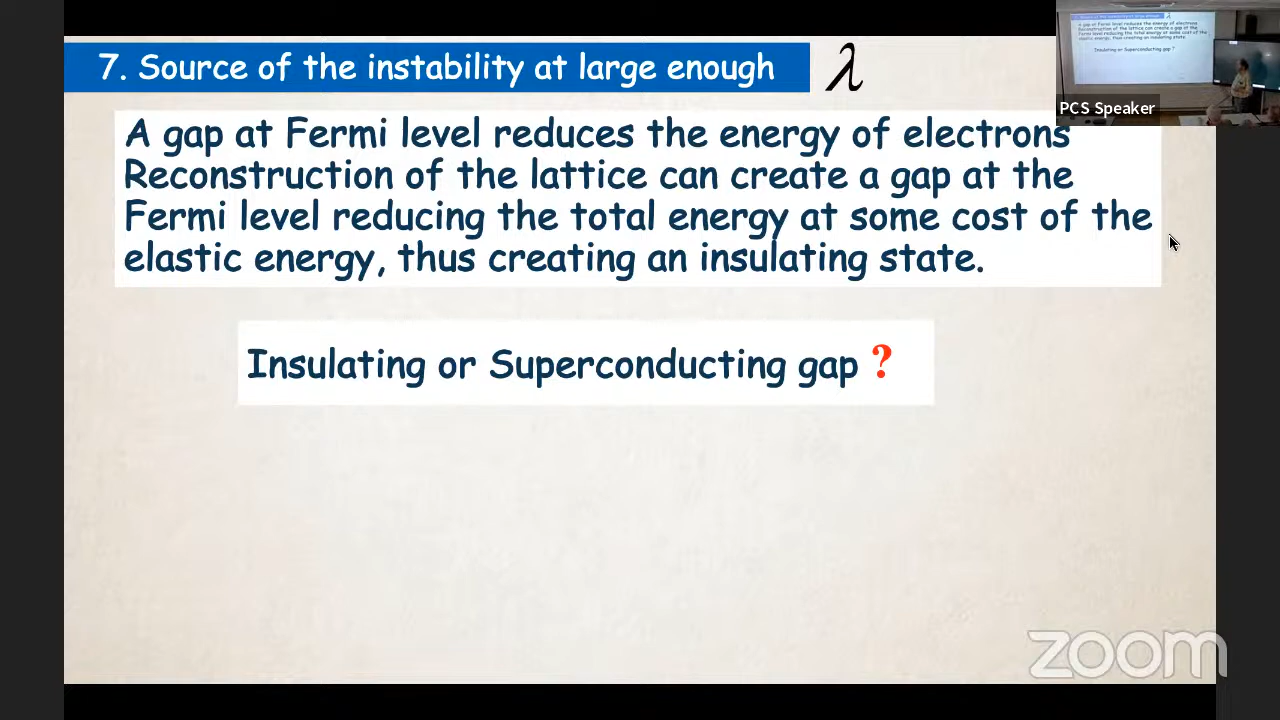 7. Source of the instability at large enough λ
A gap at Fermi level reduces the energy of electrons
Reconstruction of the lattice can create a gap at the
Fermi level reducing the total energy at some cost of the
elastic energy, thus creating an insulating state.
Insulating or Superconducting gap ?
PCS Speaker
zoom